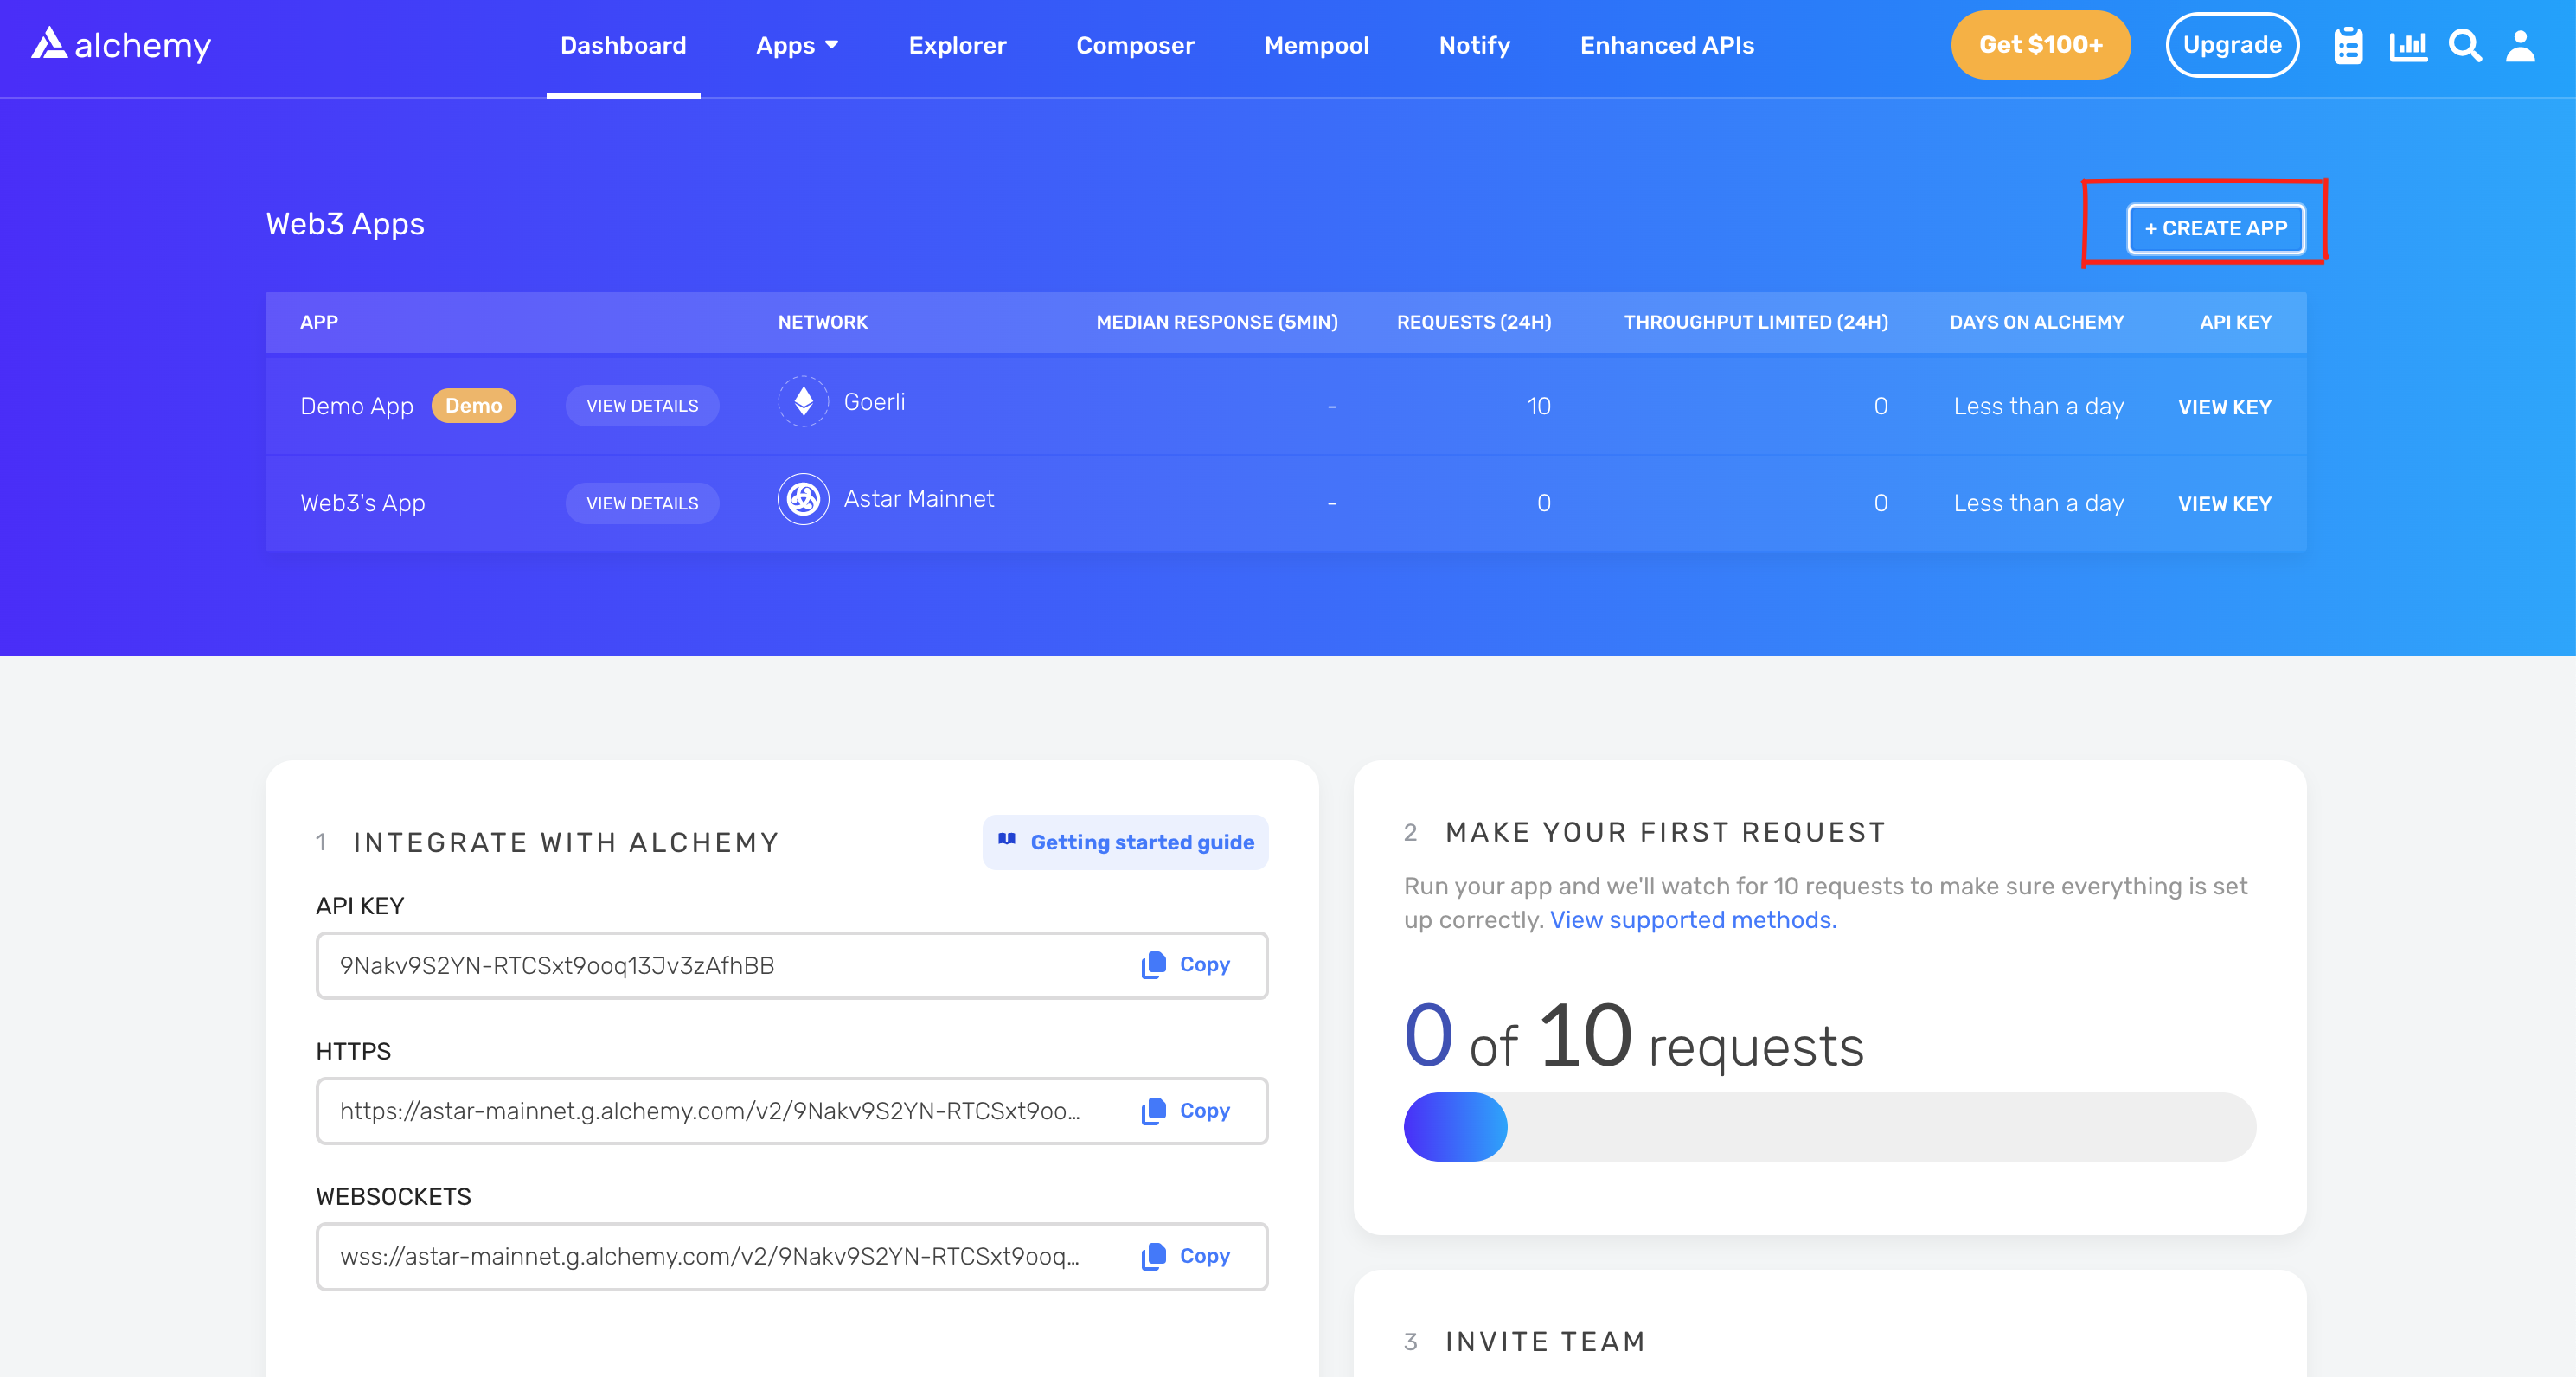 alchemy
Dashboard
Apps
Explorer
Composer
Mempool
Notify
Enhanced APIs
Get $100+
Upgrade
Web3 Apps
+ CREATE APP
APP NETWORK MEDIAN RESPONSE (5MIN) REQUESTS (24H) THROUGHPUT LIMITED (24H) DAYS ON ALCHEMY API KEY
Demo App Demo VIEW DETAILS Goerli - 10 0 Less than a day VIEW KEY
Web3's App VIEW DETAILS Astar Mainnet - 0 0 Less than a day VIEW KEY
1 INTEGRATE WITH ALCHEMY
Getting started guide
API KEY
9Nakv9S2YN-RTCSxt9ooq13Jv3zAfhBB Copy
HTTPS
https://astar-mainnet.g.alchemy.com/v2/9Nakv9S2YN-RTCSxt9oo... Copy
WEBSOCKETS
wss://astar-mainnet.g.alchemy.com/v2/9Nakv9S2YN-RTCSxt9ooq... Copy
2 MAKE YOUR FIRST REQUEST
Run your app and we'll watch for 10 requests to make sure everything is set
up correctly. View supported methods.
0 of 10 requests
3 INVITE TEAM